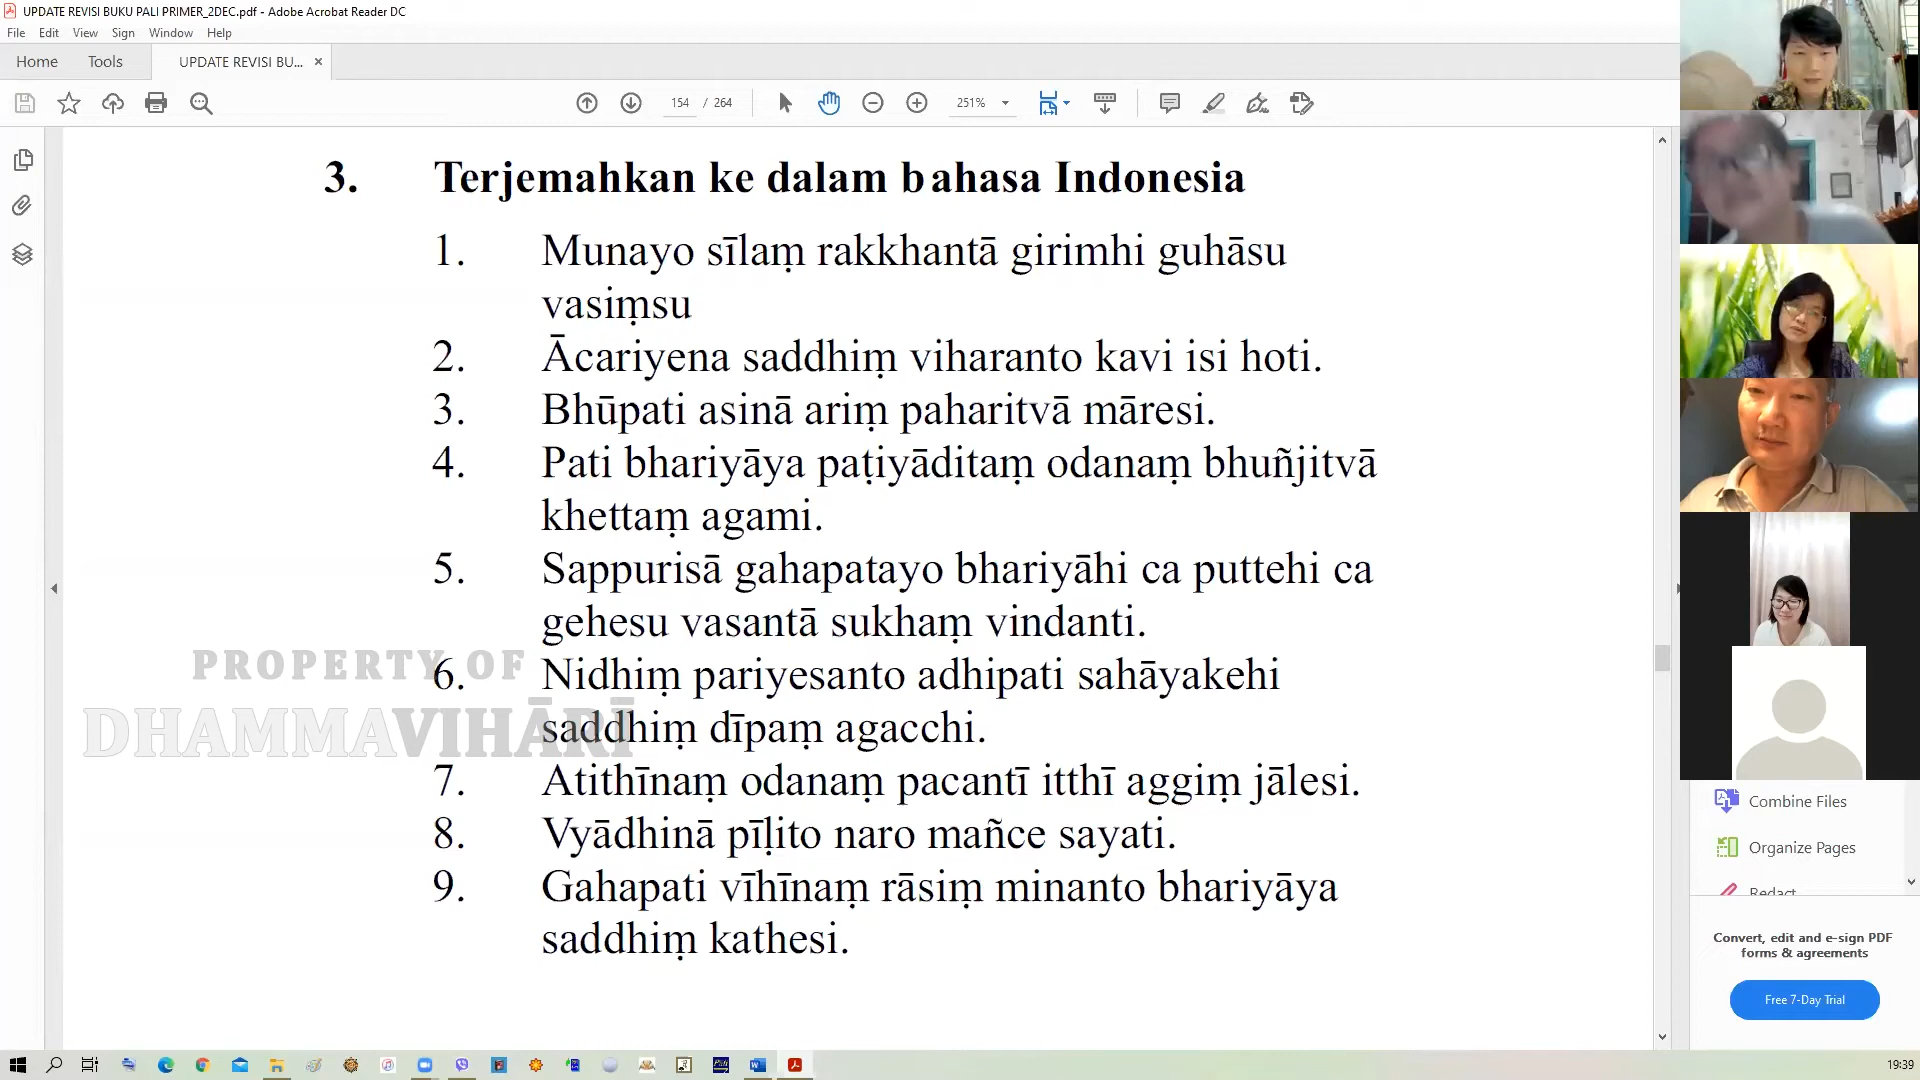 UPDATE REVISI BUKU PALI PRIMER_2DEC.pdf - Adobe Acrobat Reader DC
File Edit View Sign Window Help
Home Tools UPDATE REVISI BU... ×
154 / 264 251%
3. Terjemahkan ke dalam bahasa Indonesia
1. Munayo sīlaṃ rakkhantā girimhi guhāsu
vasiṃsu
2. Ācariyena saddhiṃ viharanto kavi isi hoti.
3. Bhūpati asinā ariṃ paharitvā māresi.
4. Pati bhariyāya paṭiyāditaṃ odanaṃ bhuñjitvā
khettaṃ agami.
5. Sappurisā gahapatayo bhariyāhi ca puttehi ca
gehesu vasantā sukhaṃ vindanti.
PROPERTY OF
6. Nidhiṃ pariyesanto adhipati sahāyakehi
saddhiṃ dīpaṃ agacchi.
DHAMMAVIHĀRĪ
7. Atithīnaṃ odanaṃ pacantī itthī aggiṃ jālesi.
8. Vyādhinā pīḷito naro mañce sayati.
9. Gahapati vīhīnaṃ rāsiṃ minanto bhariyāya
saddhiṃ kathesi.
Combine Files
Organize Pages
Redact
Convert, edit and e-sign PDF
forms & agreements
Free 7-Day Trial
19:39